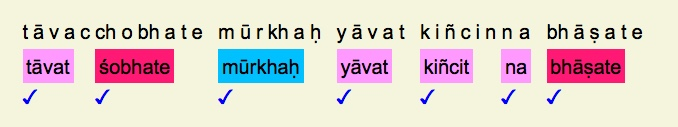 tāvacchobhate mūrkhaḥ yāvat kiñcinna bhāṣate
tāvat śobhate mūrkhaḥ yāvat kiñcit na bhāṣate
✓ ✓ ✓ ✓ ✓ ✓ ✓